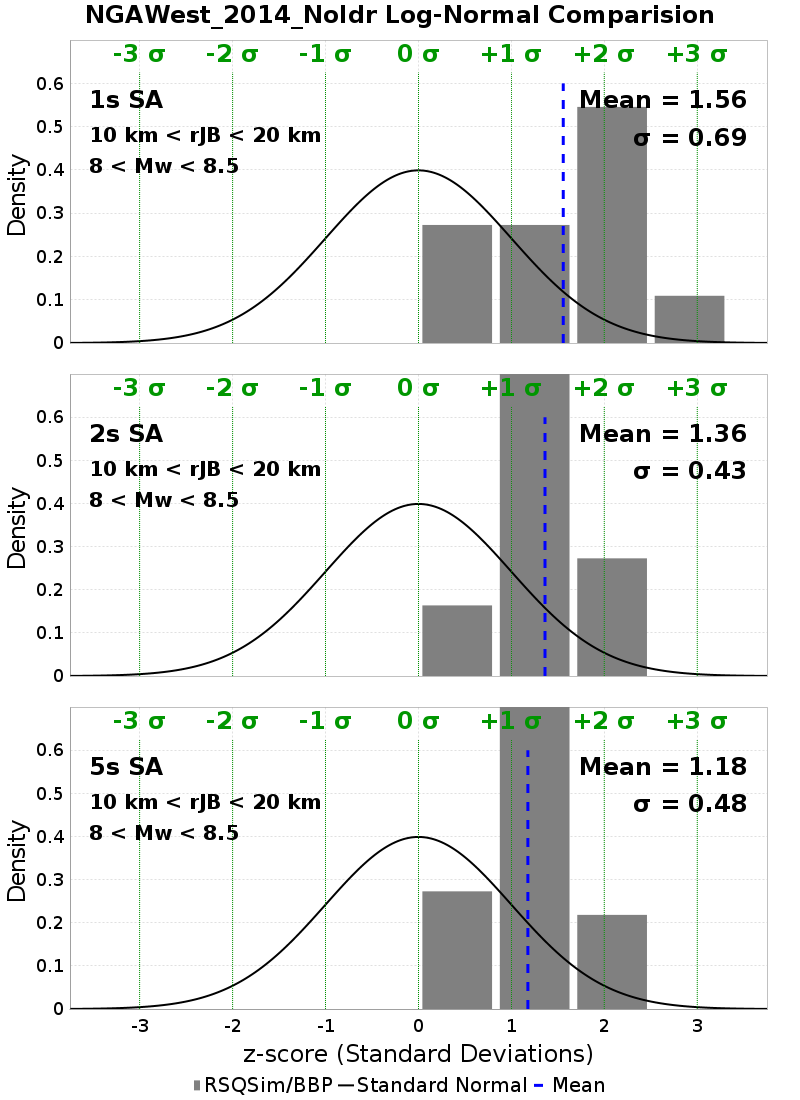 NGAWest_2014_NoIdr Log-Normal Comparision
-3 σ -2 σ -1 σ 0 σ +1 σ +2 σ +3 σ
1s SA
10 km < rJB < 20 km
8 < Mw < 8.5
Mean = 1.56
σ = 0.69
Density
0.6
0.5
0.4
0.3
0.2
0.1
0
-3 σ -2 σ -1 σ 0 σ +1 σ +2 σ +3 σ
2s SA
10 km < rJB < 20 km
8 < Mw < 8.5
Mean = 1.36
σ = 0.43
Density
0.6
0.5
0.4
0.3
0.2
0.1
0
-3 σ -2 σ -1 σ 0 σ +1 σ +2 σ +3 σ
5s SA
10 km < rJB < 20 km
8 < Mw < 8.5
Mean = 1.18
σ = 0.48
Density
0.6
0.5
0.4
0.3
0.2
0.1
0
-3 -2 -1 0 1 2 3
z-score (Standard Deviations)
RSQSim/BBP Standard Normal Mean